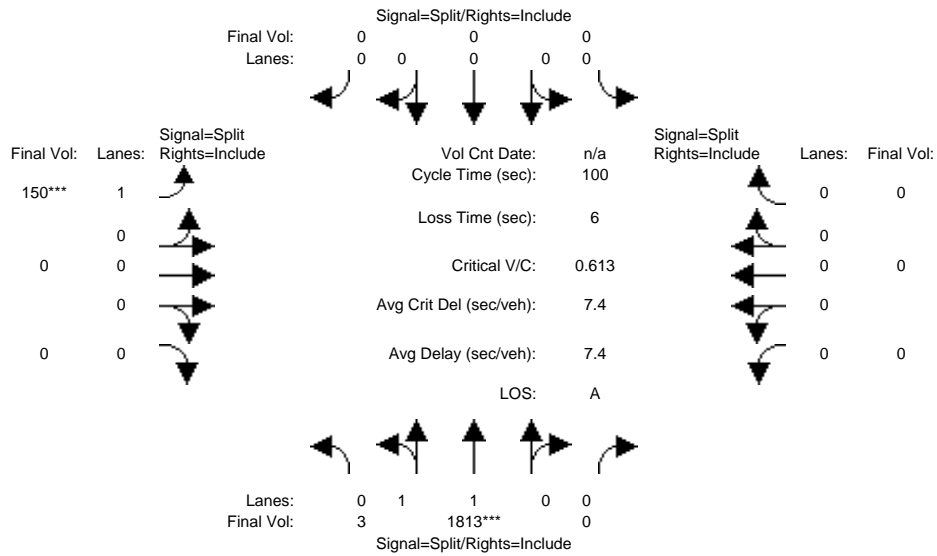 Signal=Split/Rights=Include
Final Vol: 0 0 0
Lanes: 0 0 0 0 0
Signal=Split
Final Vol: Lanes: Rights=Include
Vol Cnt Date: n/a
Signal=Split
Rights=Include Lanes: Final Vol:
Cycle Time (sec): 100
150*** 1
0 0
Loss Time (sec): 6
0
0
0 0
Critical V/C: 0.613
0 0
0
Avg Crit Del (sec/veh): 7.4
0
0 0
Avg Delay (sec/veh): 7.4
0 0
LOS: A
Lanes: 0 1 1 0 0
Final Vol: 3 1813*** 0
Signal=Split/Rights=Include